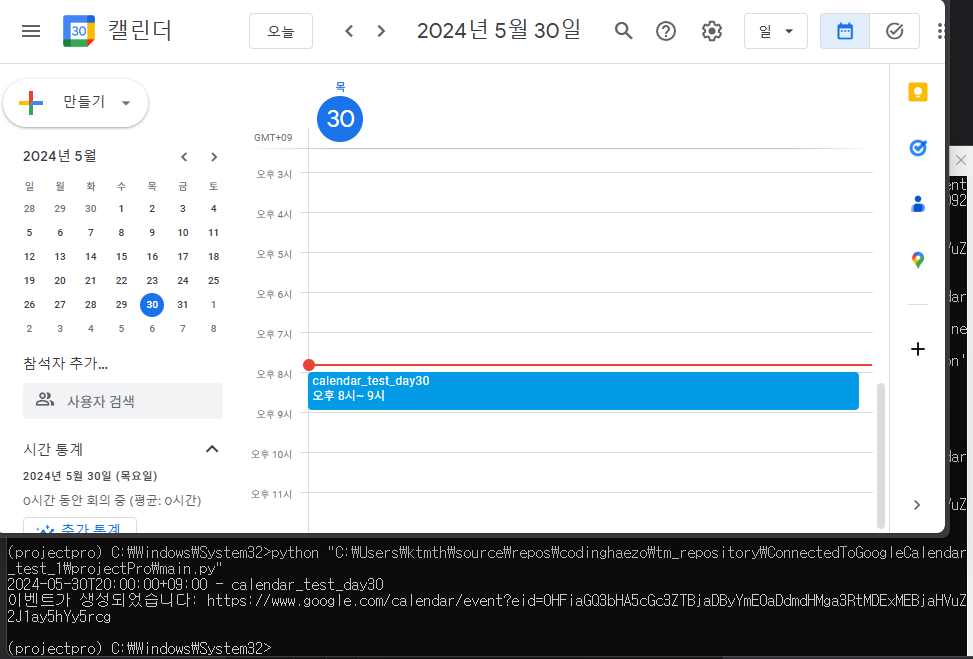 30 캘린더 오늘 2024년 5월 30일 일
만들기
2024년 5월
일 월 화 수 목 금 토
28 29 30 1 2 3 4
5 6 7 8 9 10 11
12 13 14 15 16 17 18
19 20 21 22 23 24 25
26 27 28 29 30 31 1
2 3 4 5 6 7 8
참석자 추가...
사용자 검색
시간 통계
2024년 5월 30일 (목요일)
0시간 동안 회의 중 (평균: 0시간)
추가 통계
목
30
GMT+09
오후 3시
오후 4시
오후 5시
오후 6시
오후 7시
오후 8시
calendar_test_day30
오후 8시~ 9시
오후 9시
오후 10시
오후 11시
(projectpro) C:\Windows\System32>python "C:\Users\ktmth\source\repos\codinghaezo\tm_repository\ConnectedToGoogleCalendar
_test_1\projectPro\main.py"
2024-05-30T20:00:00+09:00 - calendar_test_day30
이벤트가 생성되었습니다: https://www.google.com/calendar/event?eid=
(projectpro) C:\Windows\System32>